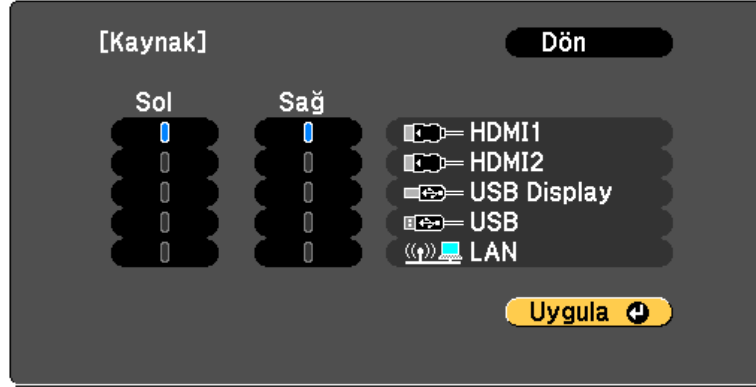 [Kaynak]
Dön
Sol
Sağ
HDMI1
HDMI2
USB Display
USB
LAN
Uygula